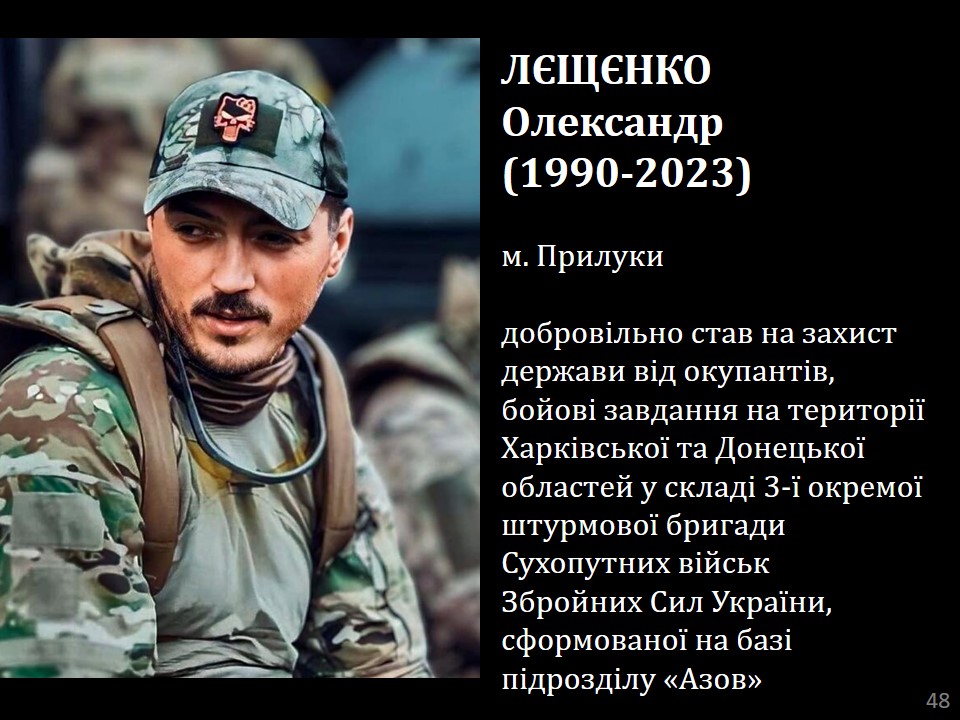 ЛЄЩЄНКО
Олександр
(1990-2023)
м. Прилуки
добровільно став на захист
держави від окупантів,
бойові завдання на території
Харківської та Донецької
областей у складі 3-ї окремої
штурмової бригади
Сухопутних військ
Збройних Сил України,
сформованої на базі
підрозділу «Азов»
48